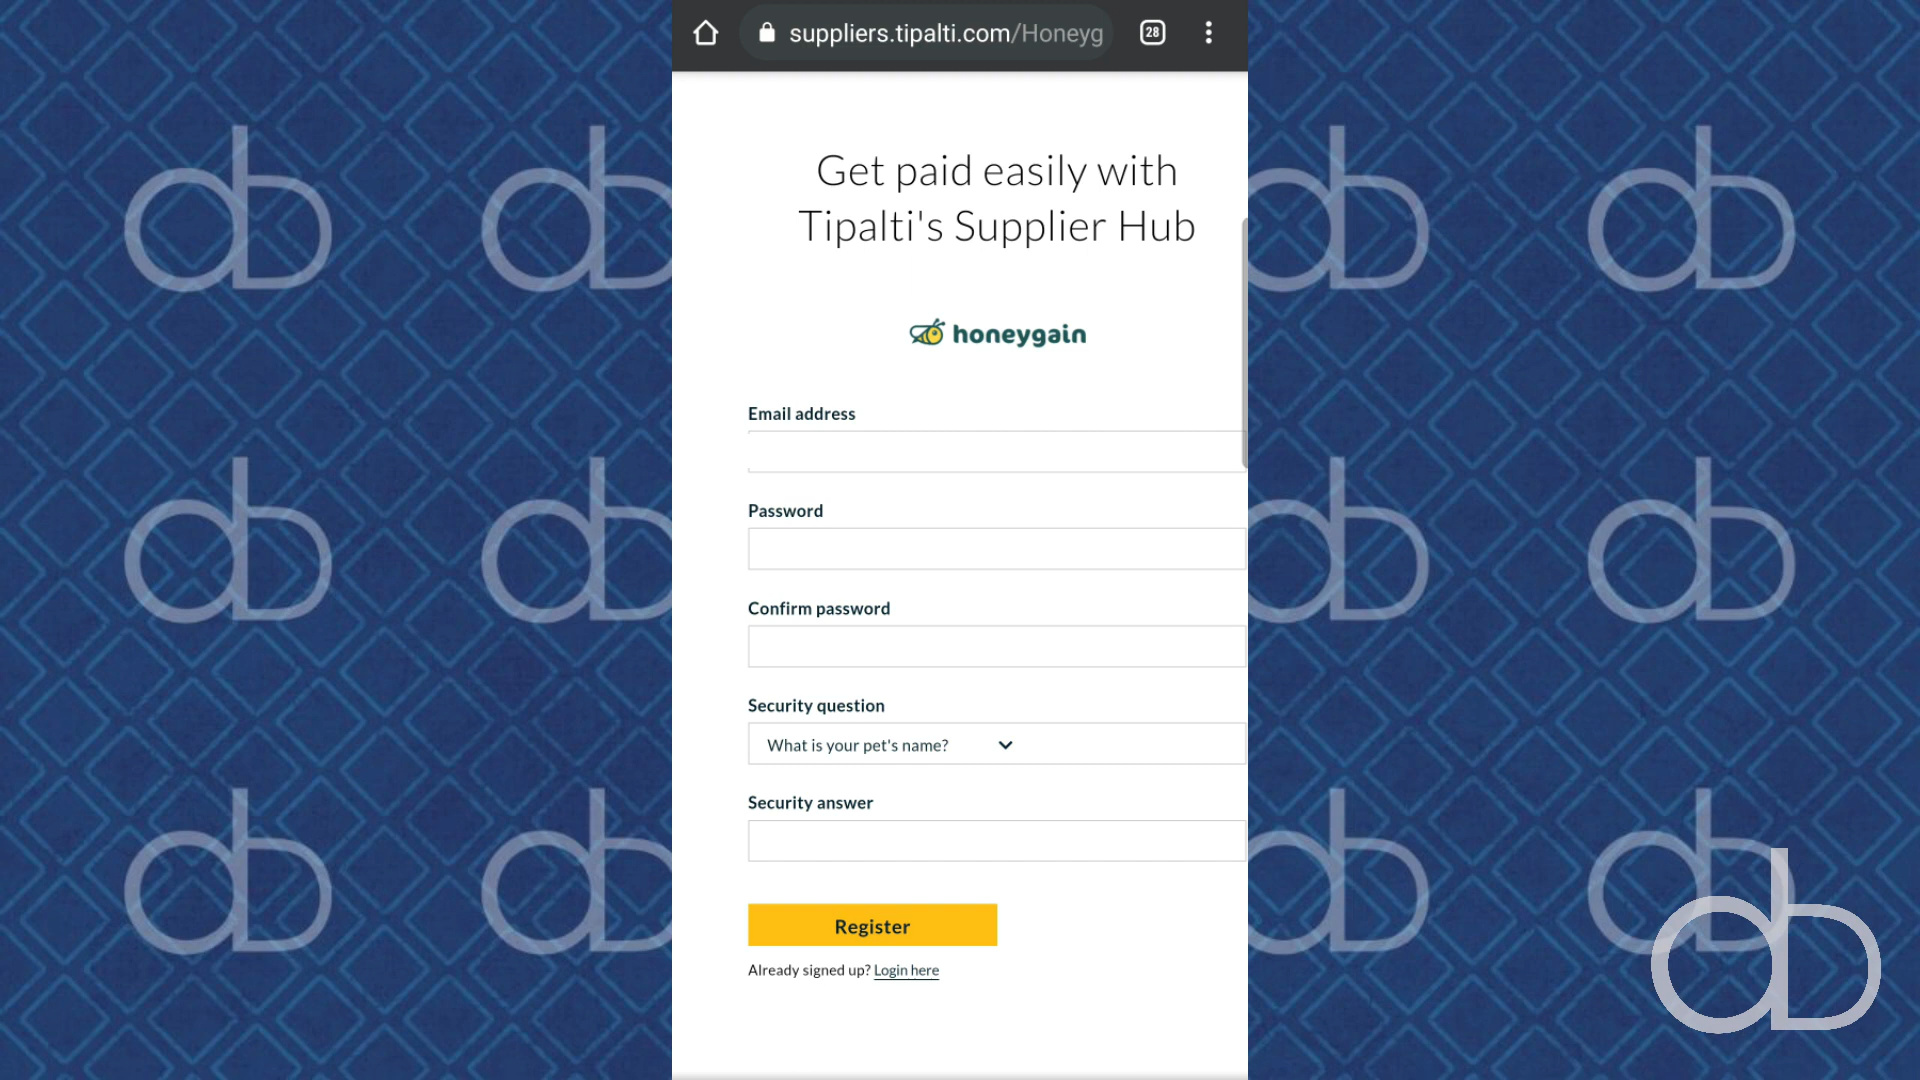 suppliers.tipalti.com/Honeyg
28
Get paid easily with
Tipalti's Supplier Hub
honeygain
Email address
Password
Confirm password
Security question
What is your pet's name?
Security answer
Register
Already signed up? Login here